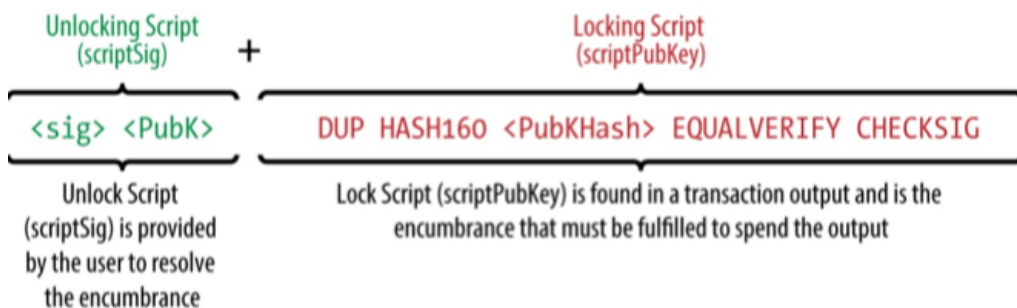 Unlocking Script
(scriptSig)
+
Locking Script
(scriptPubKey)
<sig> <PubK>
DUP HASH160 <PubKHash> EQUALVERIFY CHECKSIG
Unlock Script
(scriptSig) is provided
by the user to resolve
the encumbrance
Lock Script (scriptPubKey) is found in a transaction output and is the
encumbrance that must be fulfilled to spend the output